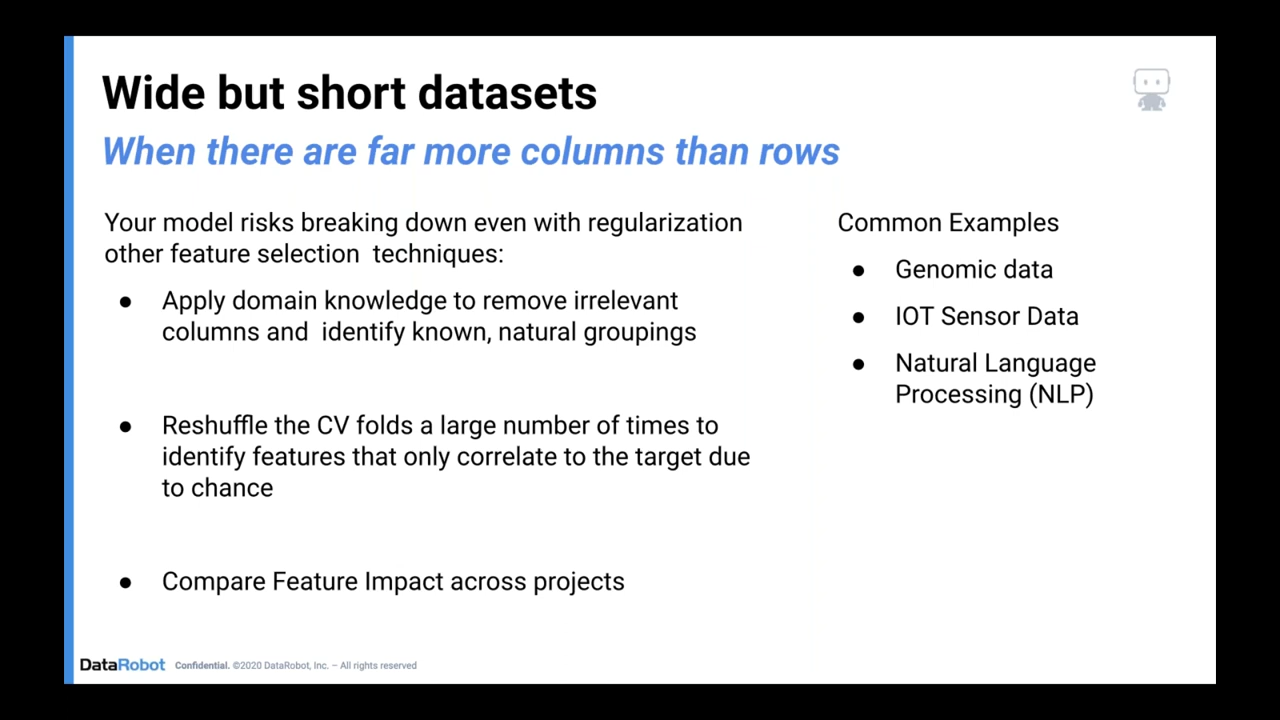 Wide but short datasets
When there are far more columns than rows
Your model risks breaking down even with regularization
other feature selection  techniques:
● Apply domain knowledge to remove irrelevant
columns and  identify known, natural groupings
● Reshuffle the CV folds a large number of times to
identify features that only correlate to the target due
to chance
● Compare Feature Impact across projects
Common Examples
● Genomic data
● IOT Sensor Data
● Natural Language
Processing (NLP)
DataRobot Confidential. ©2020 DataRobot, Inc. – All rights reserved